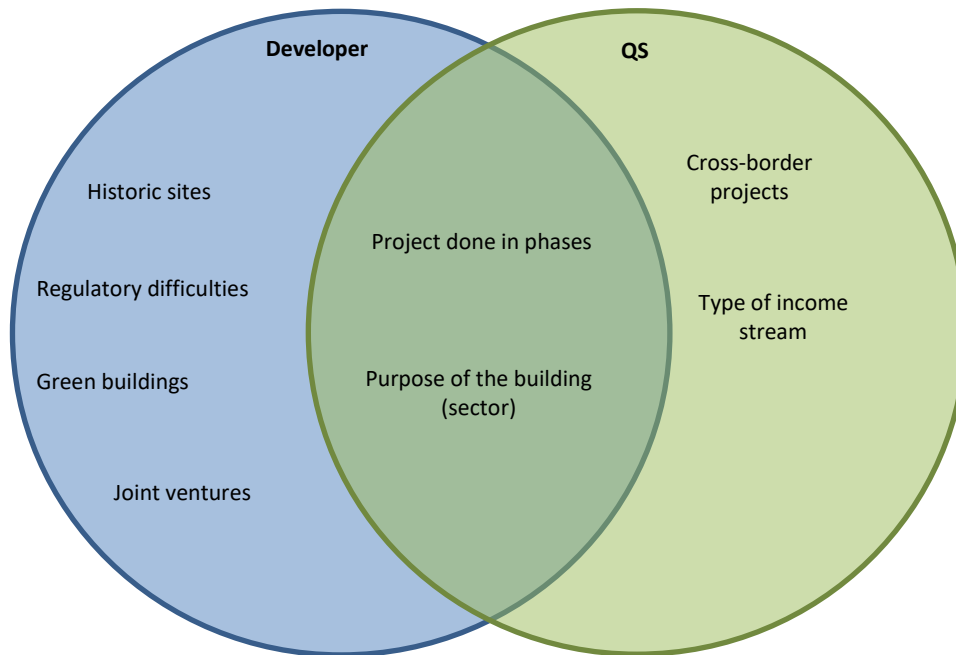 Developer
QS
Historic sites
Regulatory difficulties
Green buildings
Joint ventures
Project done in phases
Purpose of the building
(sector)
Cross-border
projects
Type of income
stream